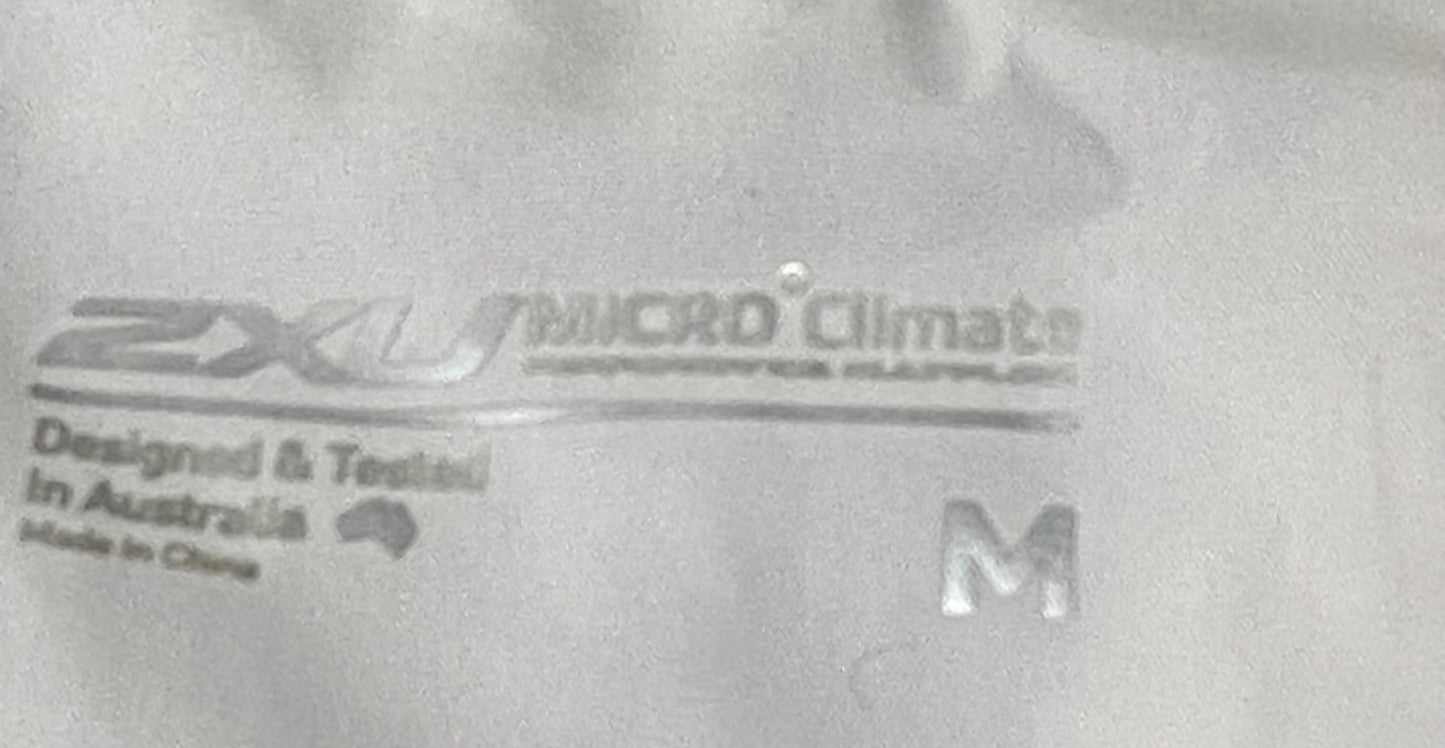 2XU MICRO°Climate
Designed & Tested
In Australia
Made in China
M